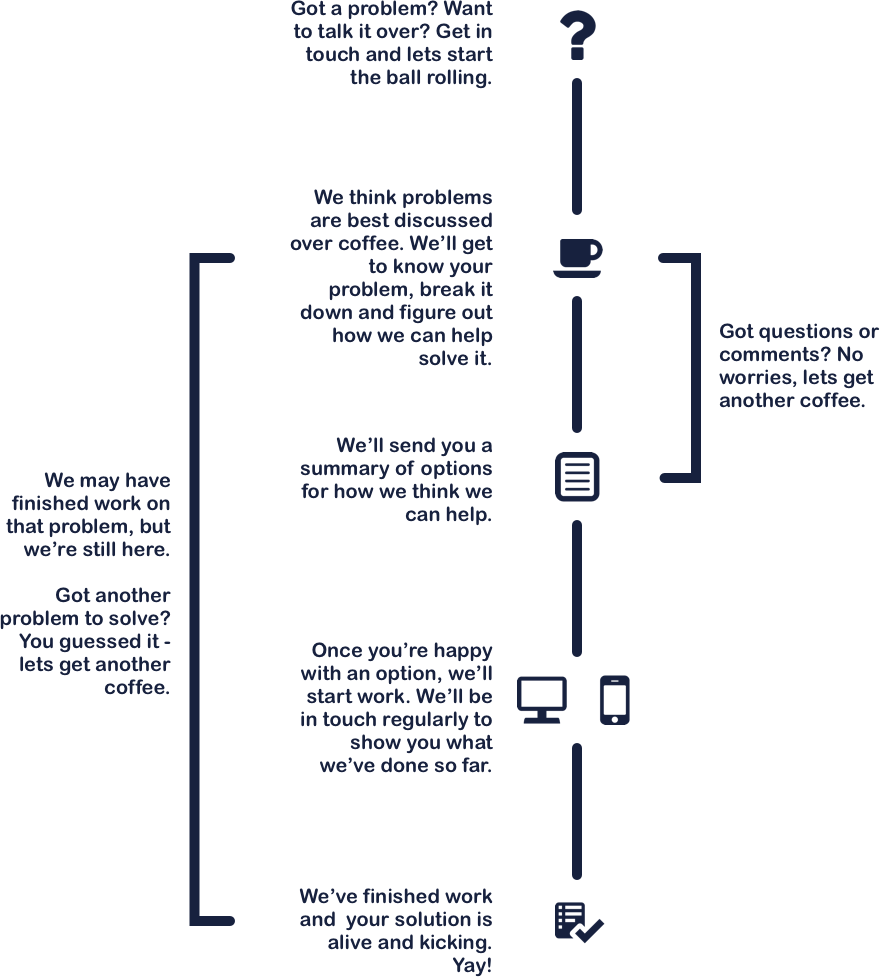 Got a problem? Want
to talk it over? Get in
touch and lets start
the ball rolling.
We think problems
are best discussed
over coffee. We’ll get
to know your
problem, break it
down and figure out
how we can help
solve it.
Got questions or
comments? No
worries, lets get
another coffee.
We’ll send you a
summary of options
for how we think we
can help.
We may have
finished work on
that problem, but
we’re still here.
Got another
problem to solve?
You guessed it -
lets get another
coffee.
Once you’re happy
with an option, we’ll
start work. We’ll be
in touch regularly to
show you what
we’ve done so far.
We’ve finished work
and  your solution is
alive and kicking.
Yay!